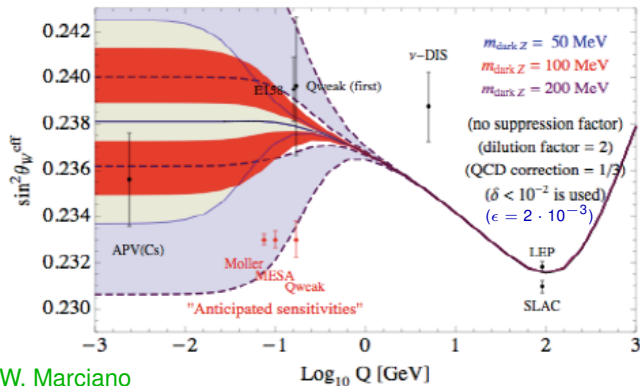 0.242
0.240
0.238
0.236
0.234
0.232
0.230
sin²θ_W^eff
E158
Qweak (first)
ν−DIS
m_dark Z = 50 MeV
m_dark Z = 100 MeV
m_dark Z = 200 MeV
(no suppression factor)
(dilution factor = 2)
(QCD correction = 1/3)
(δ < 10⁻² is used)
(ϵ = 2 · 10⁻³)
APV(Cs)
Moller
MESA
Qweak
"Anticipated sensitivities"
LEP
SLAC
−3 −2 −1 0 1 2 3
Log₁₀ Q [GeV]
W. Marciano